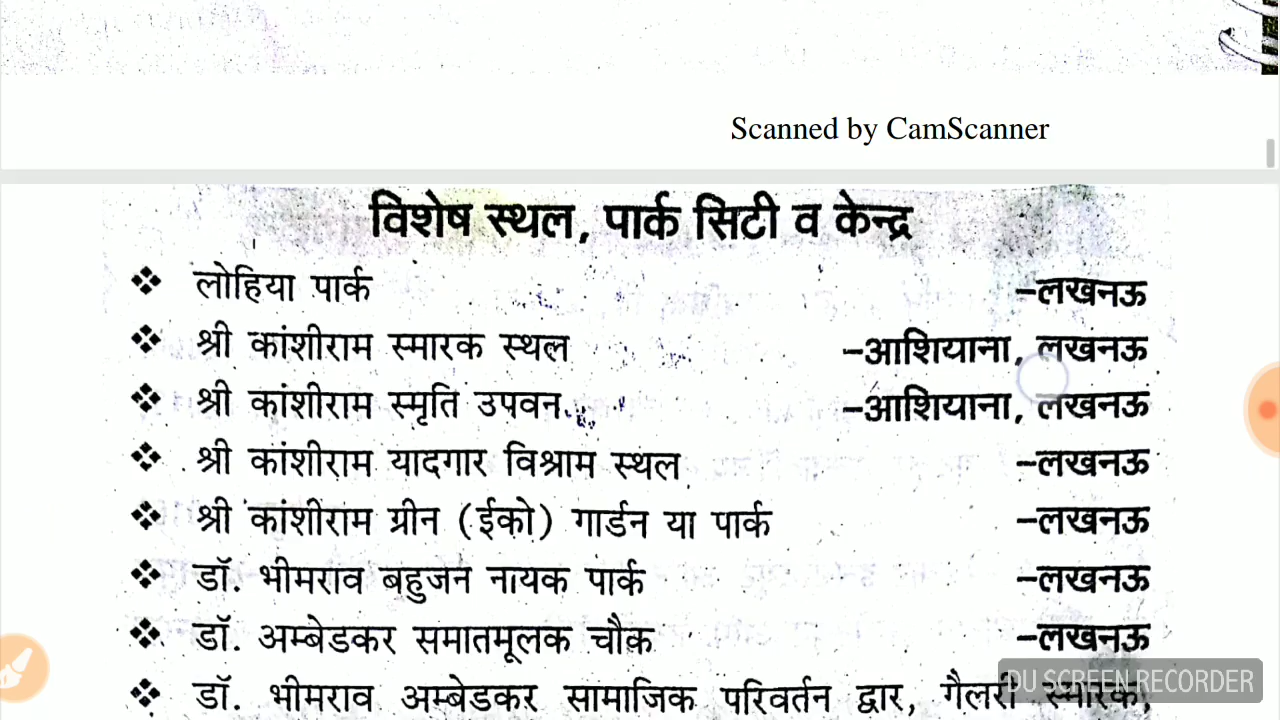 Scanned by CamScanner
विशेष स्थल, पार्क सिटी व केन्द्र
❖ लोहिया पार्क –लखनऊ
❖ श्री कांशीराम स्मारक स्थल –आशियाना, लखनऊ
❖ श्री कांशीराम स्मृति उपवन –आशियाना, लखनऊ
❖ श्री कांशीराम यादगार विश्राम स्थल –लखनऊ
❖ श्री कांशीराम ग्रीन (ईको) गार्डन या पार्क –लखनऊ
❖ डॉ. भीमराव बहुजन नायक पार्क –लखनऊ
❖ डॉ. अम्बेडकर समातमूलक चौक –लखनऊ
❖ डॉ. भीमराव अम्बेडकर सामाजिक परिवर्तन द्वार, गैलरी स्मारक,
DU SCREEN RECORDER